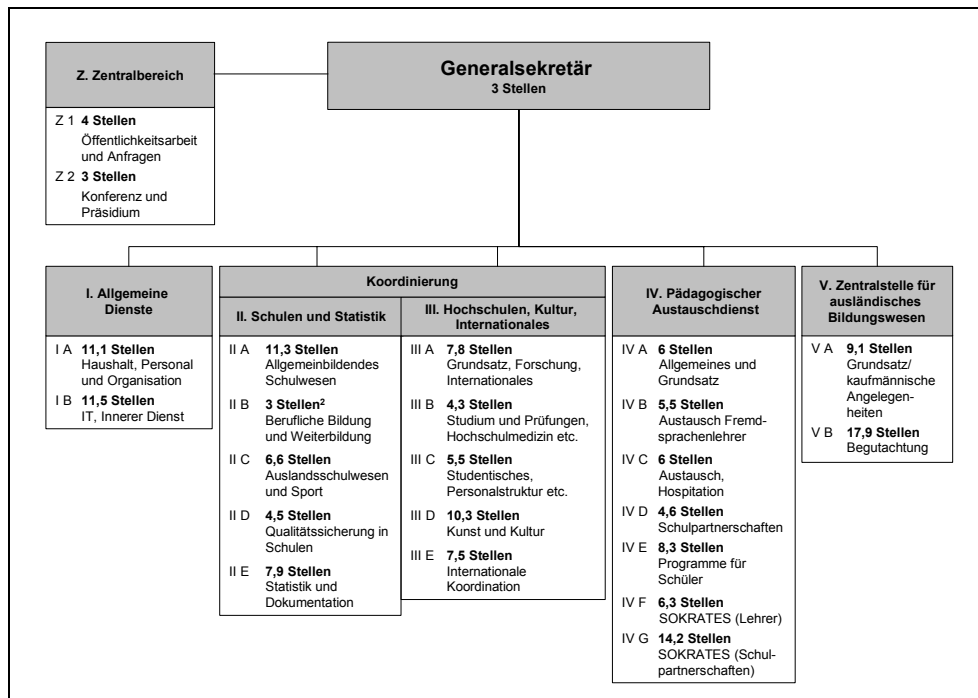 Generalsekretär
3 Stellen
Z. Zentralbereich
Z 1 4 Stellen
Öffentlichkeitsarbeit
und Anfragen
Z 2 3 Stellen
Konferenz und
Präsidium
I. Allgemeine
Dienste
I A 11,1 Stellen
Haushalt, Personal
und Organisation
I B 11,5 Stellen
IT, Innerer Dienst
Koordinierung
II. Schulen und Statistik
II A 11,3 Stellen
Allgemeinbildendes
Schulwesen
II B 3 Stellen²
Berufliche Bildung
und Weiterbildung
II C 6,6 Stellen
Auslandsschulwesen
und Sport
II D 4,5 Stellen
Qualitätssicherung in
Schulen
II E 7,9 Stellen
Statistik und
Dokumentation
III. Hochschulen, Kultur,
Internationales
III A 7,8 Stellen
Grundsatz, Forschung,
Internationales
III B 4,3 Stellen
Studium und Prüfungen,
Hochschulmedizin etc.
III C 5,5 Stellen
Studentisches,
Personalstruktur etc.
III D 10,3 Stellen
Kunst und Kultur
III E 7,5 Stellen
Internationale
Koordination
IV. Pädagogischer
Austauschdienst
IV A 6 Stellen
Allgemeines und
Grundsatz
IV B 5,5 Stellen
Austausch Fremd-
sprachenlehrer
IV C 6 Stellen
Austausch,
Hospitation
IV D 4,6 Stellen
Schulpartnerschaften
IV E 8,3 Stellen
Programme für
Schüler
IV F 6,3 Stellen
SOKRATES (Lehrer)
IV G 14,2 Stellen
SOKRATES (Schul-
partnerschaften)
V. Zentralstelle für
ausländisches
Bildungswesen
V A 9,1 Stellen
Grundsatz/
kaufmännische
Angelegen-
heiten
V B 17,9 Stellen
Begutachtung